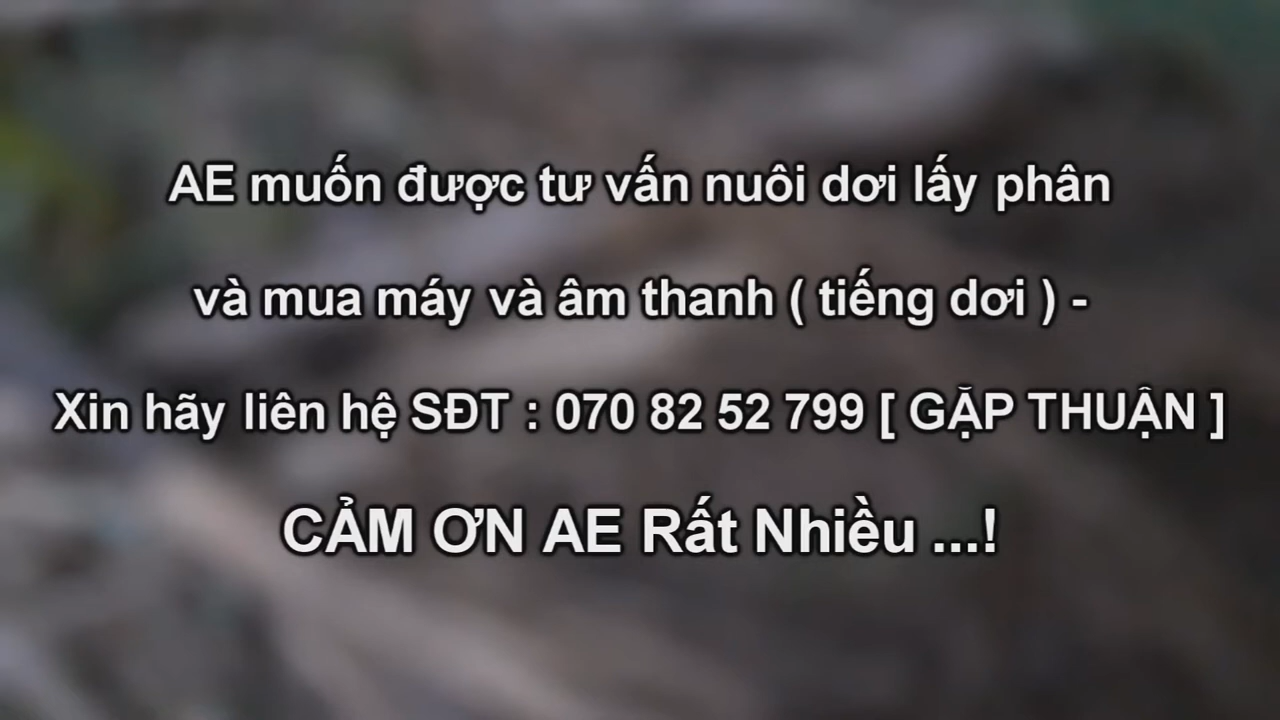 AE muốn được tư vấn nuôi dơi lấy phân
và mua máy và âm thanh ( tiếng dơi ) -
Xin hãy liên hệ SĐT : 070 82 52 799 [ GẶP THUẬN ]
CẢM ƠN AE Rất Nhiều ...!